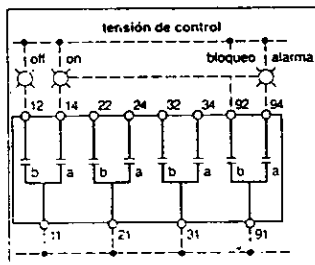 tensión de control
off on bloqueo alarma
12 14 22 24 32 34 92 94
b a b a b a b a
11 21 31 91